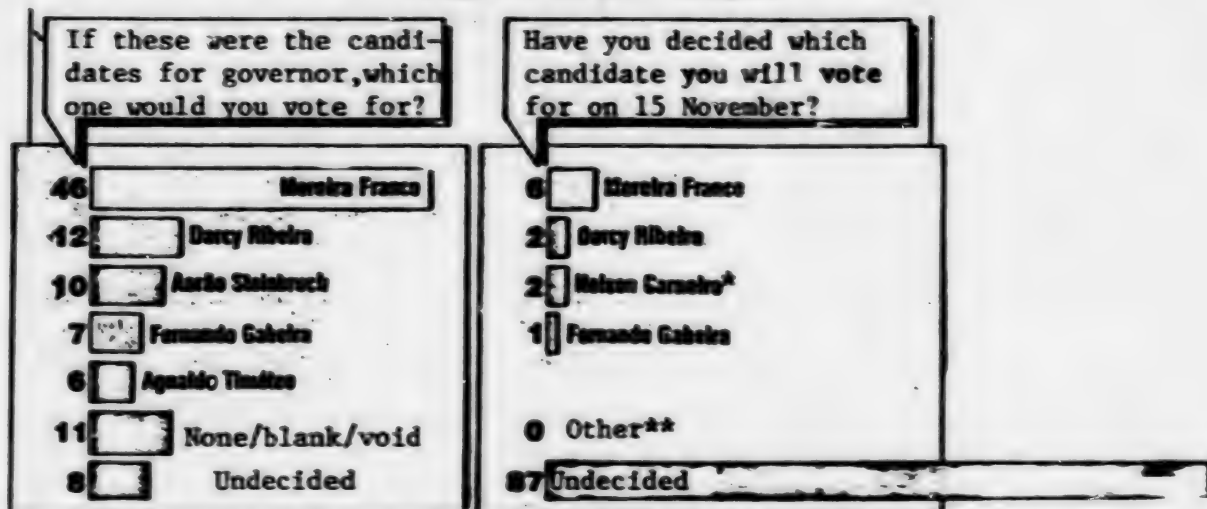 If these were the candi-
dates for governor,which
one would you vote for?
46 Moreira Franco
12 Darcy Ribeiro
10 Aarão Steinbruch
7 Fernando Gabeira
6 Agnaldo Timóteo
11 None/blank/void
8 Undecided
Have you decided which
candidate you will vote
for on 15 November?
6 Moreira Franco
2 Darcy Ribeiro
2 Nelson Carneiro*
1 Fernando Gabeira
0 Other**
87 Undecided